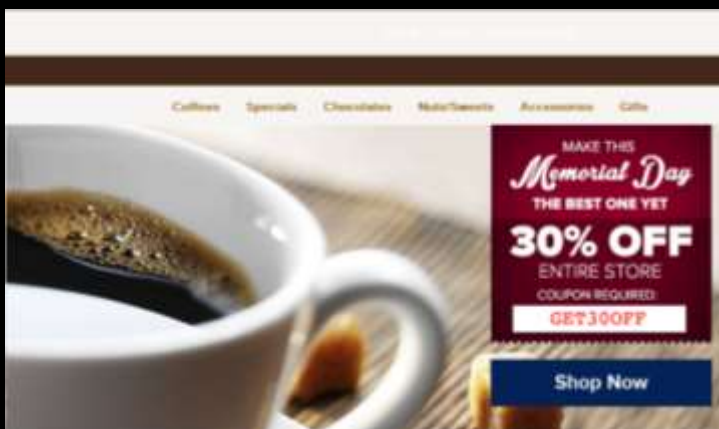 Coffees Specials Chocolates Nuts/Sweets Accessories Gifts
MAKE THIS
Memorial Day
THE BEST ONE YET
30% OFF
ENTIRE STORE
COUPON REQUIRED:
GET30OFF
Shop Now